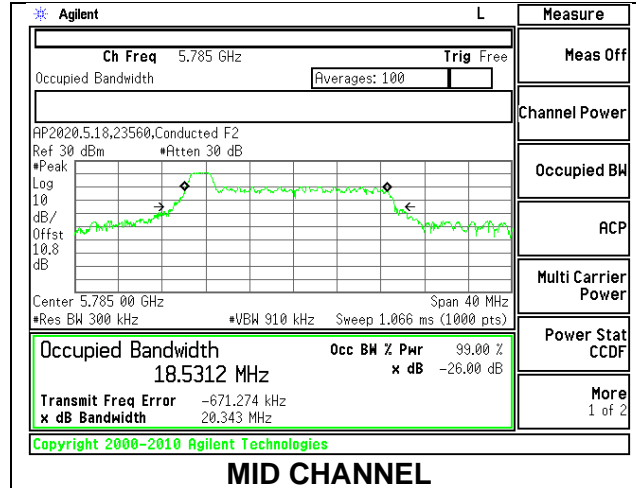 Agilent L
Measure
Ch Freq 5.785 GHz Trig Free
Meas Off
Occupied Bandwidth Averages: 100
Channel Power
AP2020.5.18,23560,Conducted F2
Ref 30 dBm #Atten 30 dB
#Peak
Log
10
dB/
Offst
10.8
dB
Occupied BW
ACP
Multi Carrier
Power
Center 5.785 00 GHz Span 40 MHz
#Res BW 300 kHz #VBW 910 kHz Sweep 1.066 ms (1000 pts)
Power Stat
CCDF
Occupied Bandwidth Occ BW % Pwr 99.00 %
18.5312 MHz x dB -26.00 dB
Transmit Freq Error -671.274 kHz
x dB Bandwidth 20.343 MHz
More
1 of 2
Copyright 2000-2010 Agilent Technologies
MID CHANNEL